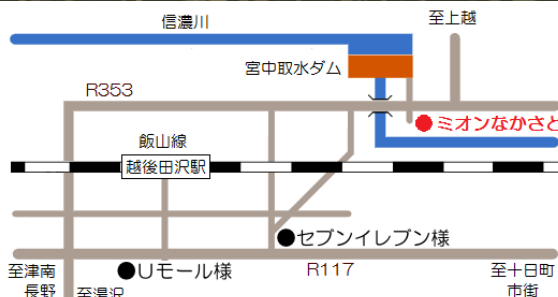 信濃川
至上越
宮中取水ダム
R353
ミオンなかさと
飯山線
越後田沢駅
セブンイレブン様
至津南
長野
Uモール様
R117
至十日町
市街
至湯沢